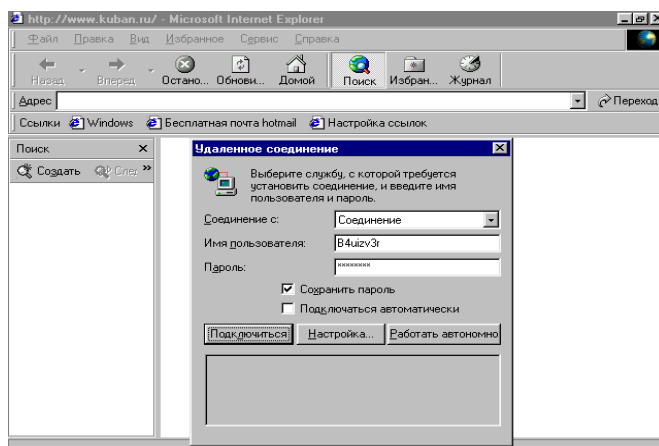 http://www.kuban.ru/ - Microsoft Internet Explorer
Файл Правка Вид Избранное Сервис Справка
Назад Вперед Остано... Обнови... Домой Поиск Избран... Журнал
Адрес Переход
Ссылки Windows Бесплатная почта hotmail Настройка ссылок
Поиск
Создать След
Удаленное соединение
Выберите службу, с которой требуется
установить соединение, и введите имя
пользователя и пароль.
Соединение с: Соединение
Имя пользователя: B4uizv3r
Пароль: ********
Сохранить пароль
Подключаться автоматически
Подключиться Настройка... Работать автономно